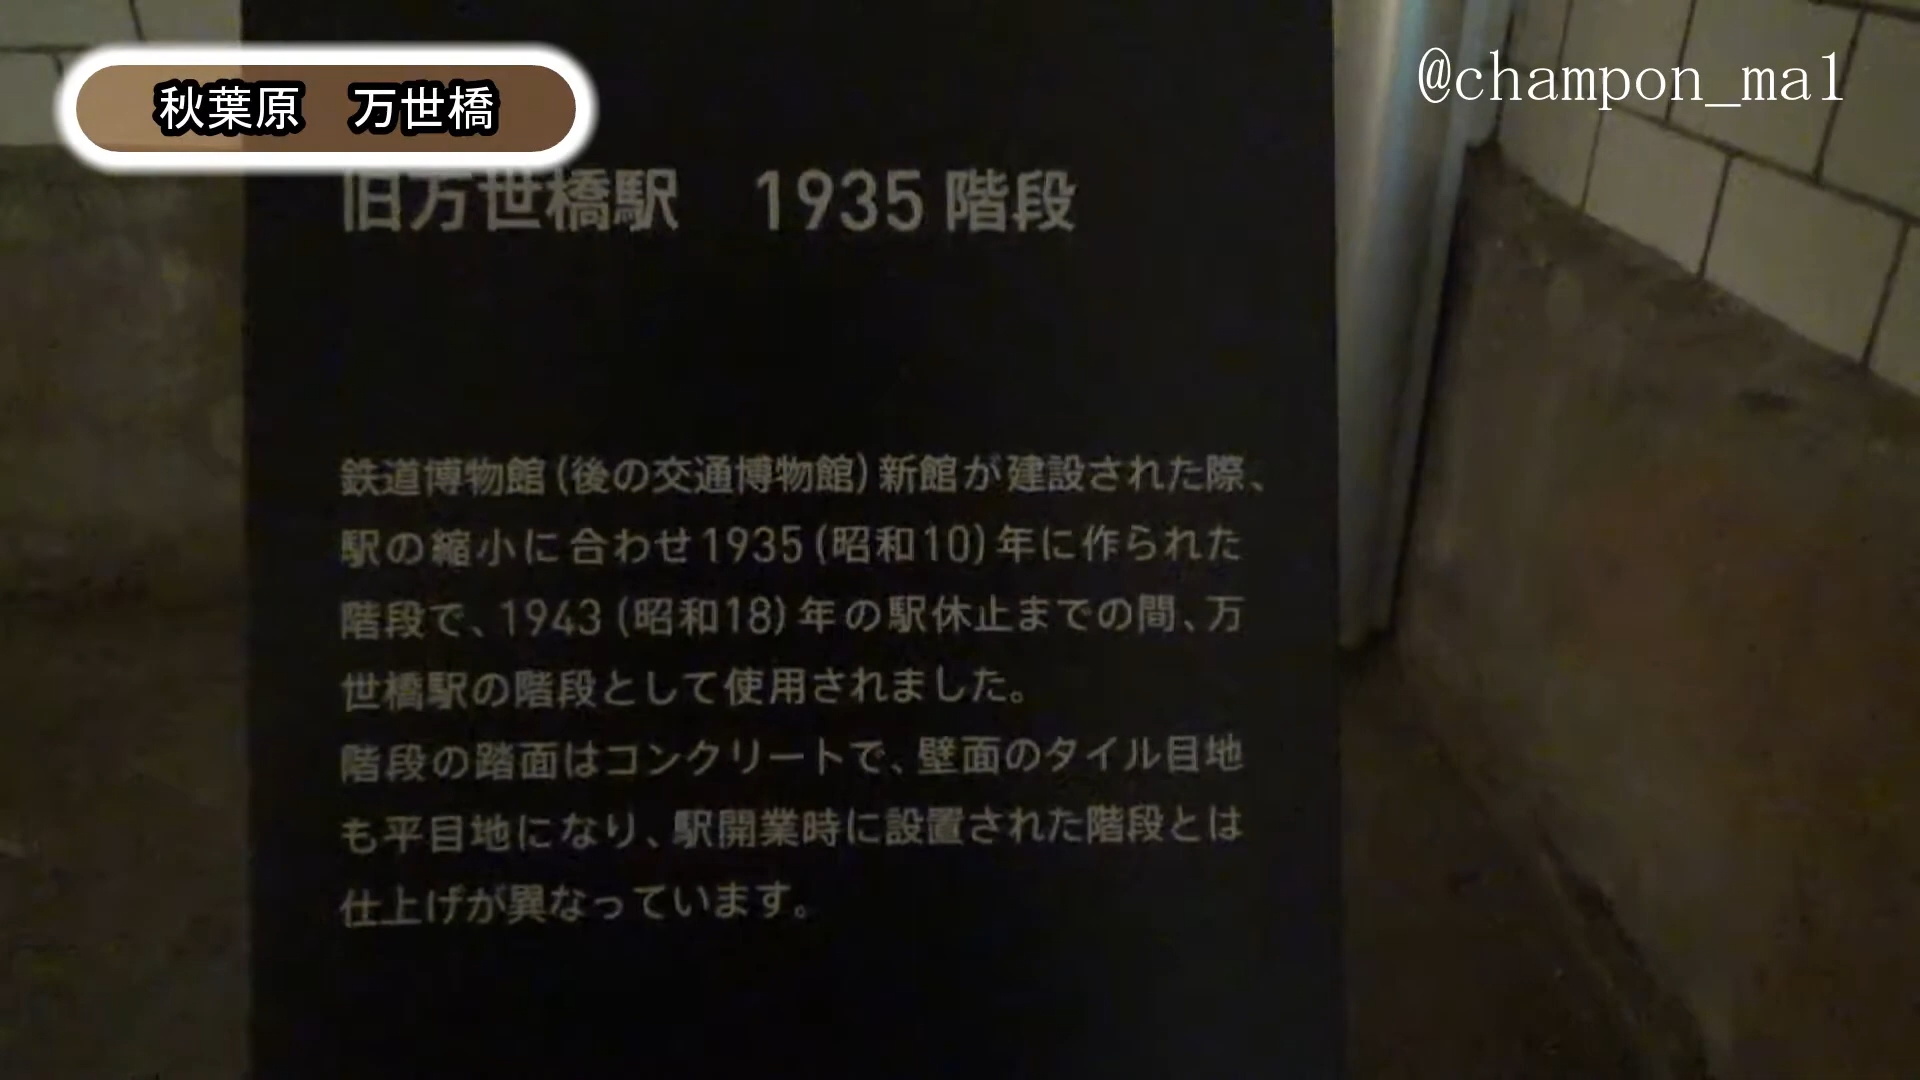 秋葉原　万世橋
@champon_ma1
旧万世橋駅　1935 階段
鉄道博物館(後の交通博物館)新館が建設された際、
駅の縮小に合わせ1935(昭和10)年に作られた
階段で、1943(昭和18)年の駅休止までの間、万
世橋駅の階段として使用されました。
階段の踏面はコンクリートで、壁面のタイル目地
も平目地になり、駅開業時に設置された階段とは
仕上げが異なっています。